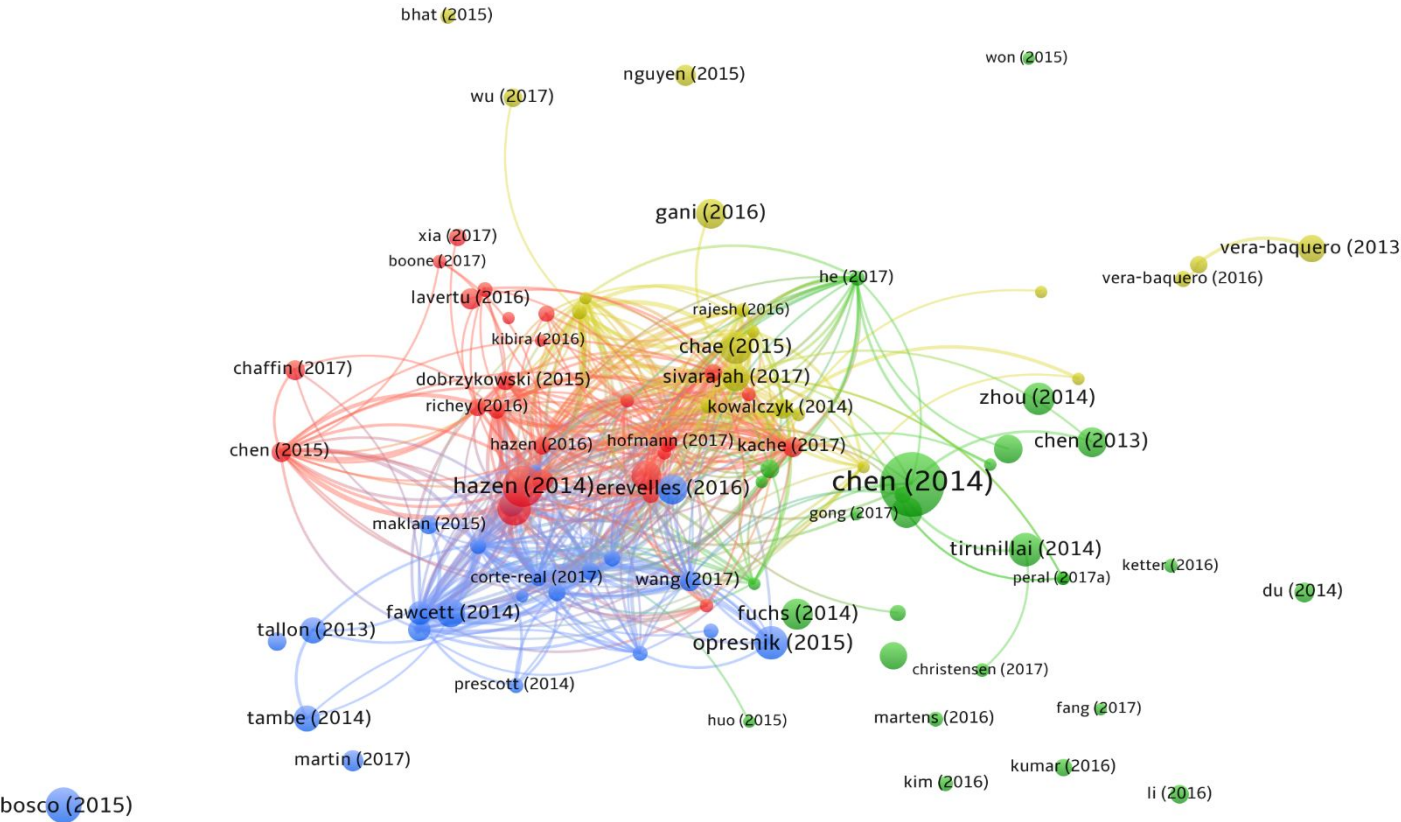 bhat (2015)
won (2015)
nguyen (2015)
wu (2017)
gani (2016)
xia (2017)
vera-baquero (2013
boone (2017)
he (2017)
vera-baquero (2016)
lavertu (2016)
rajesh (2016)
kibira (2016)
chae (2015)
chaffin (2017)
dobrzykowski (2015)
sivarajah (2017)
zhou (2014)
richey (2016)
kowalczyk (2014)
chen (2013)
hazen (2016)
hofmann (2017)
kache (2017)
chen (2015)
chen (2014)
hazen (2014)
erevelles (2016)
gong (2017)
maklan (2015)
tirunillai (2014)
ketter (2016)
corte-real (2017)
wang (2017)
peral (2017a)
du (2014)
fawcett (2014)
fuchs (2014)
tallon (2013)
opresnik (2015)
christensen (2017)
prescott (2014)
fang (2017)
tambe (2014)
huo (2015)
martens (2016)
martin (2017)
kumar (2016)
kim (2016)
li (2016)
bosco (2015)